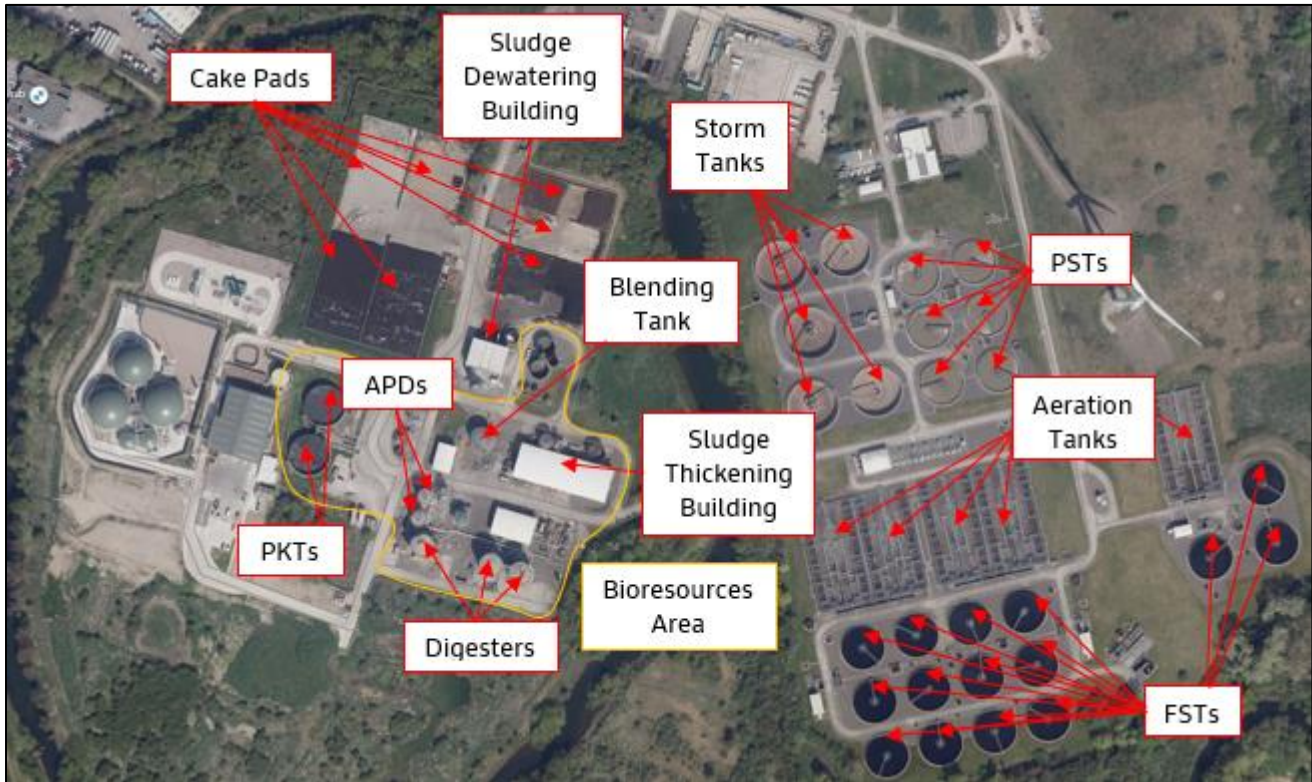 Cake Pads
Sludge
Dewatering
Building
Storm
Tanks
PSTs
Blending
Tank
APDs
Aeration
Tanks
Sludge
Thickening
Building
PKTs
Bioresources
Area
Digesters
FSTs